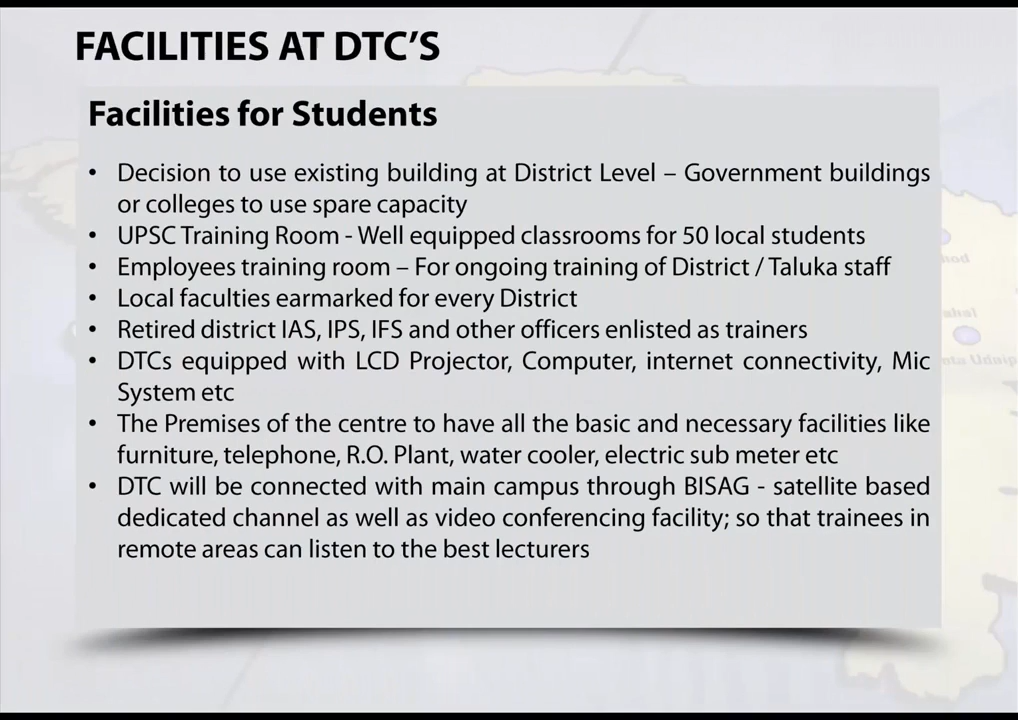 FACILITIES AT DTC’S
Facilities for Students
• Decision to use existing building at District Level – Government buildings
or colleges to use spare capacity
• UPSC Training Room - Well equipped classrooms for 50 local students
• Employees training room – For ongoing training of District / Taluka staff
• Local faculties earmarked for every District
• Retired district IAS, IPS, IFS and other officers enlisted as trainers
• DTCs equipped with LCD Projector, Computer, internet connectivity, Mic
System etc
• The Premises of the centre to have all the basic and necessary facilities like
furniture, telephone, R.O. Plant, water cooler, electric sub meter etc
• DTC will be connected with main campus through BISAG - satellite based
dedicated channel as well as video conferencing facility; so that trainees in
remote areas can listen to the best lecturers